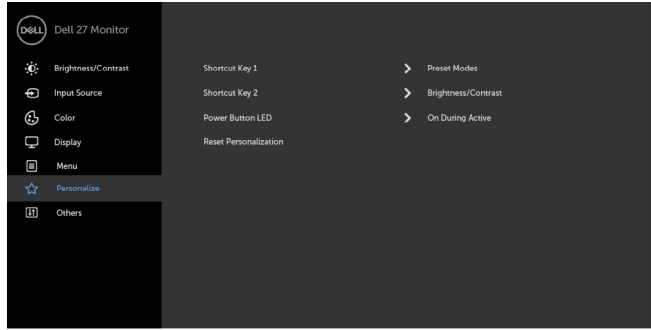 DELL Dell 27 Monitor
Brightness/Contrast
Shortcut Key 1 Preset Modes
Input Source
Shortcut Key 2 Brightness/Contrast
Color
Power Button LED On During Active
Display
Reset Personalization
Menu
Personalize
Others